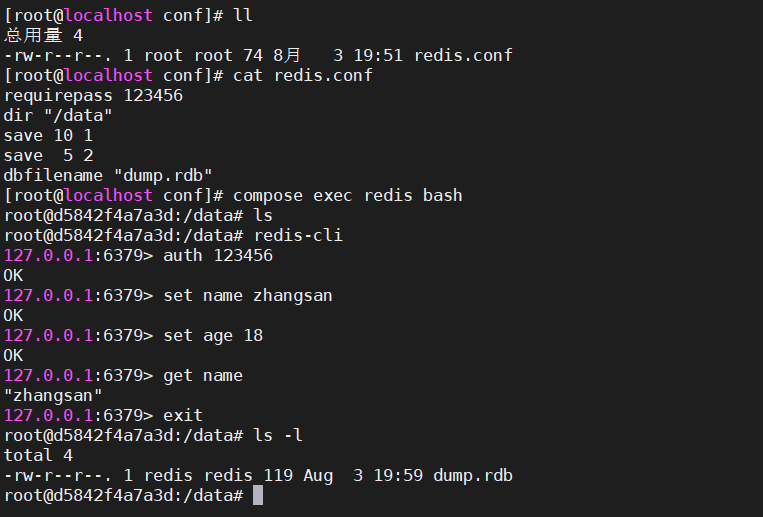 [root@localhost conf]# ll
总用量 4
-rw-r--r--. 1 root root 74 8月   3 19:51 redis.conf
[root@localhost conf]# cat redis.conf
requirepass 123456
dir "/data"
save 10 1
save  5 2
dbfilename "dump.rdb"
[root@localhost conf]# compose exec redis bash
root@d5842f4a7a3d:/data# ls
root@d5842f4a7a3d:/data# redis-cli
127.0.0.1:6379> auth 123456
OK
127.0.0.1:6379> set name zhangsan
OK
127.0.0.1:6379> set age 18
OK
127.0.0.1:6379> get name
"zhangsan"
127.0.0.1:6379> exit
root@d5842f4a7a3d:/data# ls -l
total 4
-rw-r--r--. 1 redis redis 119 Aug  3 19:59 dump.rdb
root@d5842f4a7a3d:/data#